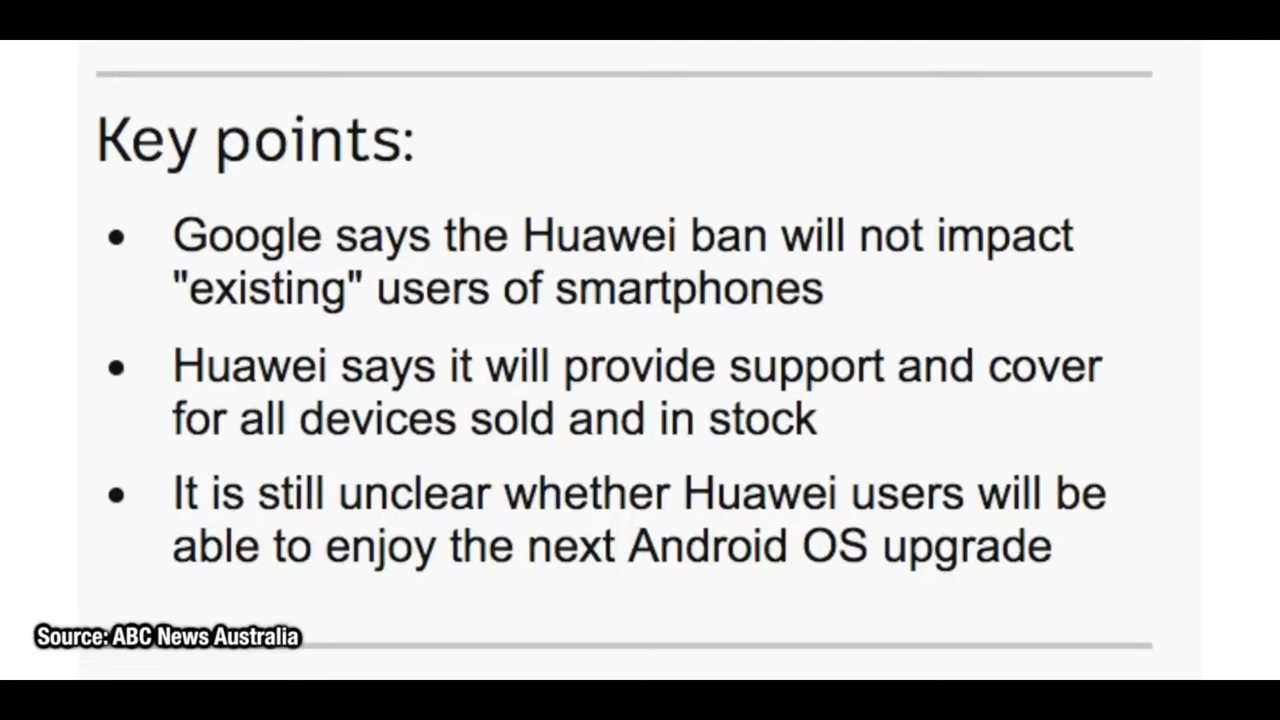 Key points:
• Google says the Huawei ban will not impact
"existing" users of smartphones
• Huawei says it will provide support and cover
for all devices sold and in stock
• It is still unclear whether Huawei users will be
able to enjoy the next Android OS upgrade
Source: ABC News Australia